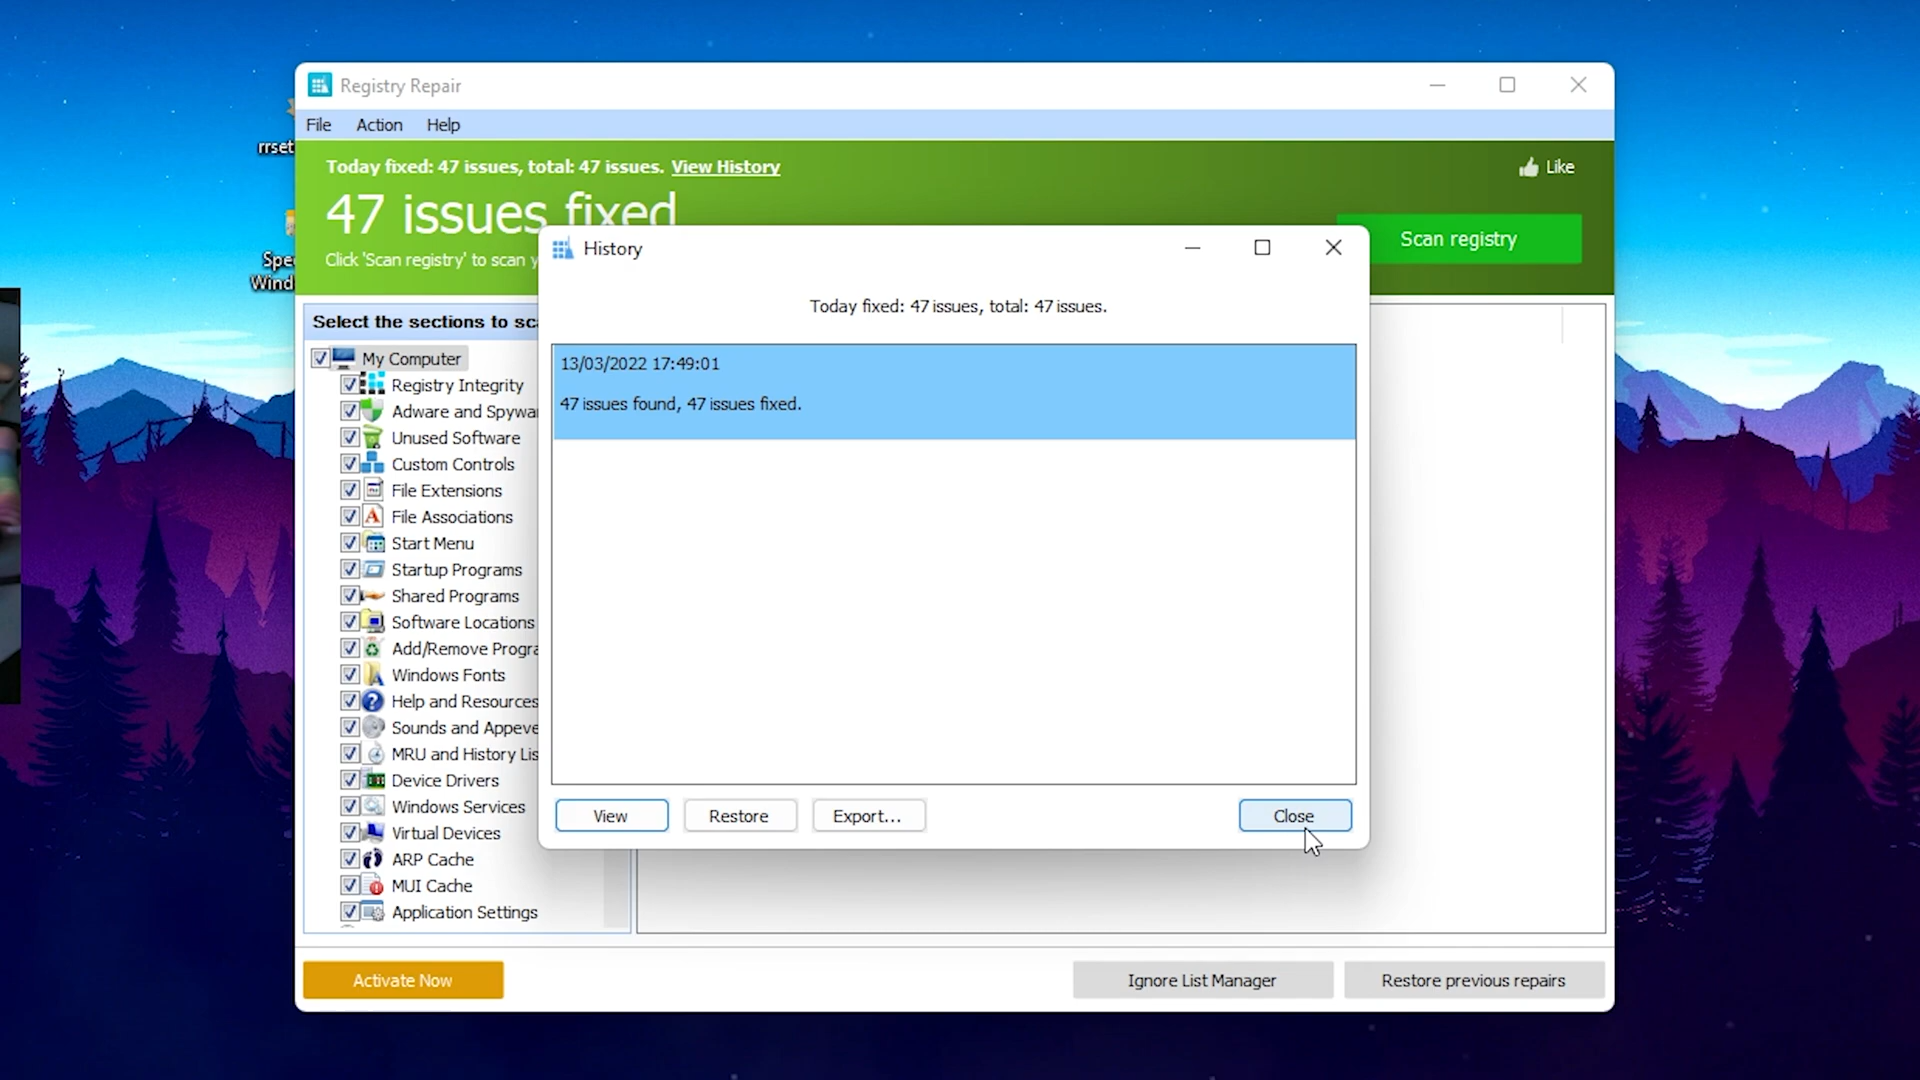 Registry Repair
File Action Help
Today fixed: 47 issues, total: 47 issues. View History
Like
47 issues fixed
Click 'Scan registry' to scan
Scan registry
rrset
Spe
Wind
History
Today fixed: 47 issues, total: 47 issues.
13/03/2022 17:49:01
47 issues found, 47 issues fixed.
View Restore Export... Close
Select the sections to sc
My Computer
Registry Integrity
Adware and Spywa
Unused Software
Custom Controls
File Extensions
File Associations
Start Menu
Startup Programs
Shared Programs
Software Locations
Add/Remove Progra
Windows Fonts
Help and Resources
Sounds and Appeve
MRU and History Lis
Device Drivers
Windows Services
Virtual Devices
ARP Cache
MUI Cache
Application Settings
Activate Now
Ignore List Manager
Restore previous repairs